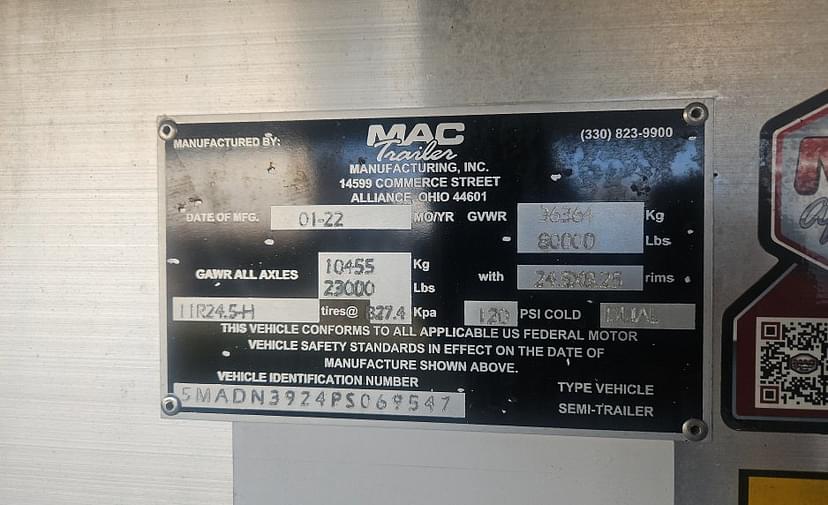 MANUFACTURED BY:
MAC
Trailer
(330) 823-9900
MANUFACTURING, INC.
14599 COMMERCE STREET
ALLIANCE, OHIO 44601
DATE OF MFG. 01-22 MO/YR GVWR 36364 Kg
80000 Lbs
GAWR ALL AXLES 10455 Kg
23000 Lbs
with 24.5X8.25 rims
11R24.5-H tires@ 827.4 Kpa 120 PSI COLD DUAL
THIS VEHICLE CONFORMS TO ALL APPLICABLE US FEDERAL MOTOR
VEHICLE SAFETY STANDARDS IN EFFECT ON THE DATE OF
MANUFACTURE SHOWN ABOVE.
VEHICLE IDENTIFICATION NUMBER
5MADN3924PS069547
TYPE VEHICLE
SEMI-TRAILER